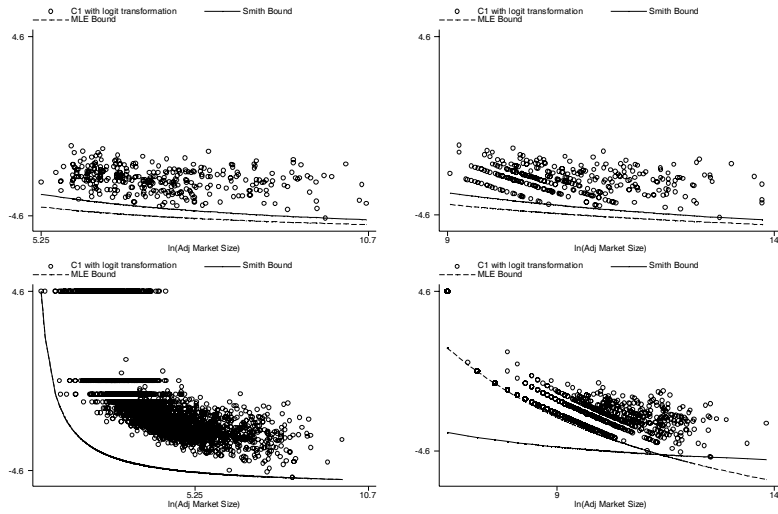 C1 with logit transformation Smith Bound
MLE Bound
4.6
-4.6
5.25 10.7
ln(Adj Market Size)
C1 with logit transformation Smith Bound
MLE Bound
4.6
-4.6
9 14
ln(Adj Market Size)
C1 with logit transformation Smith Bound
MLE Bound
4.6
-4.6
5.25 10.7
ln(Adj Market Size)
C1 with logit transformation Smith Bound
MLE Bound
4.6
-4.6
9 14
ln(Adj Market Size)